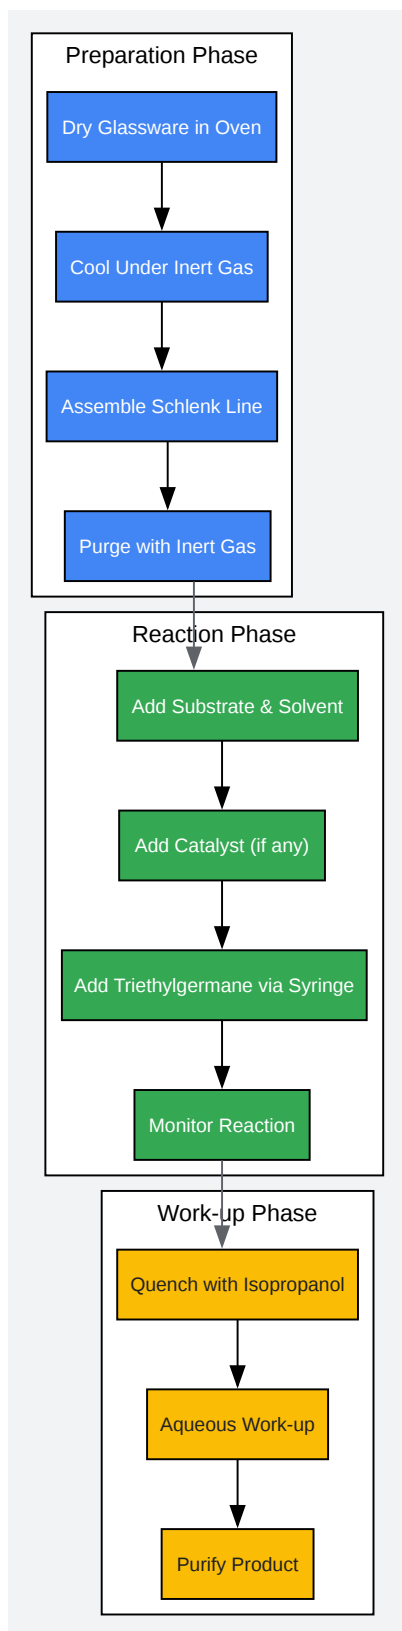 Preparation Phase
Dry Glassware in Oven
Cool Under Inert Gas
Assemble Schlenk Line
Purge with Inert Gas
Reaction Phase
Add Substrate & Solvent
Add Catalyst (if any)
Add Triethylgermane via Syringe
Monitor Reaction
Work-up Phase
Quench with Isopropanol
Aqueous Work-up
Purify Product